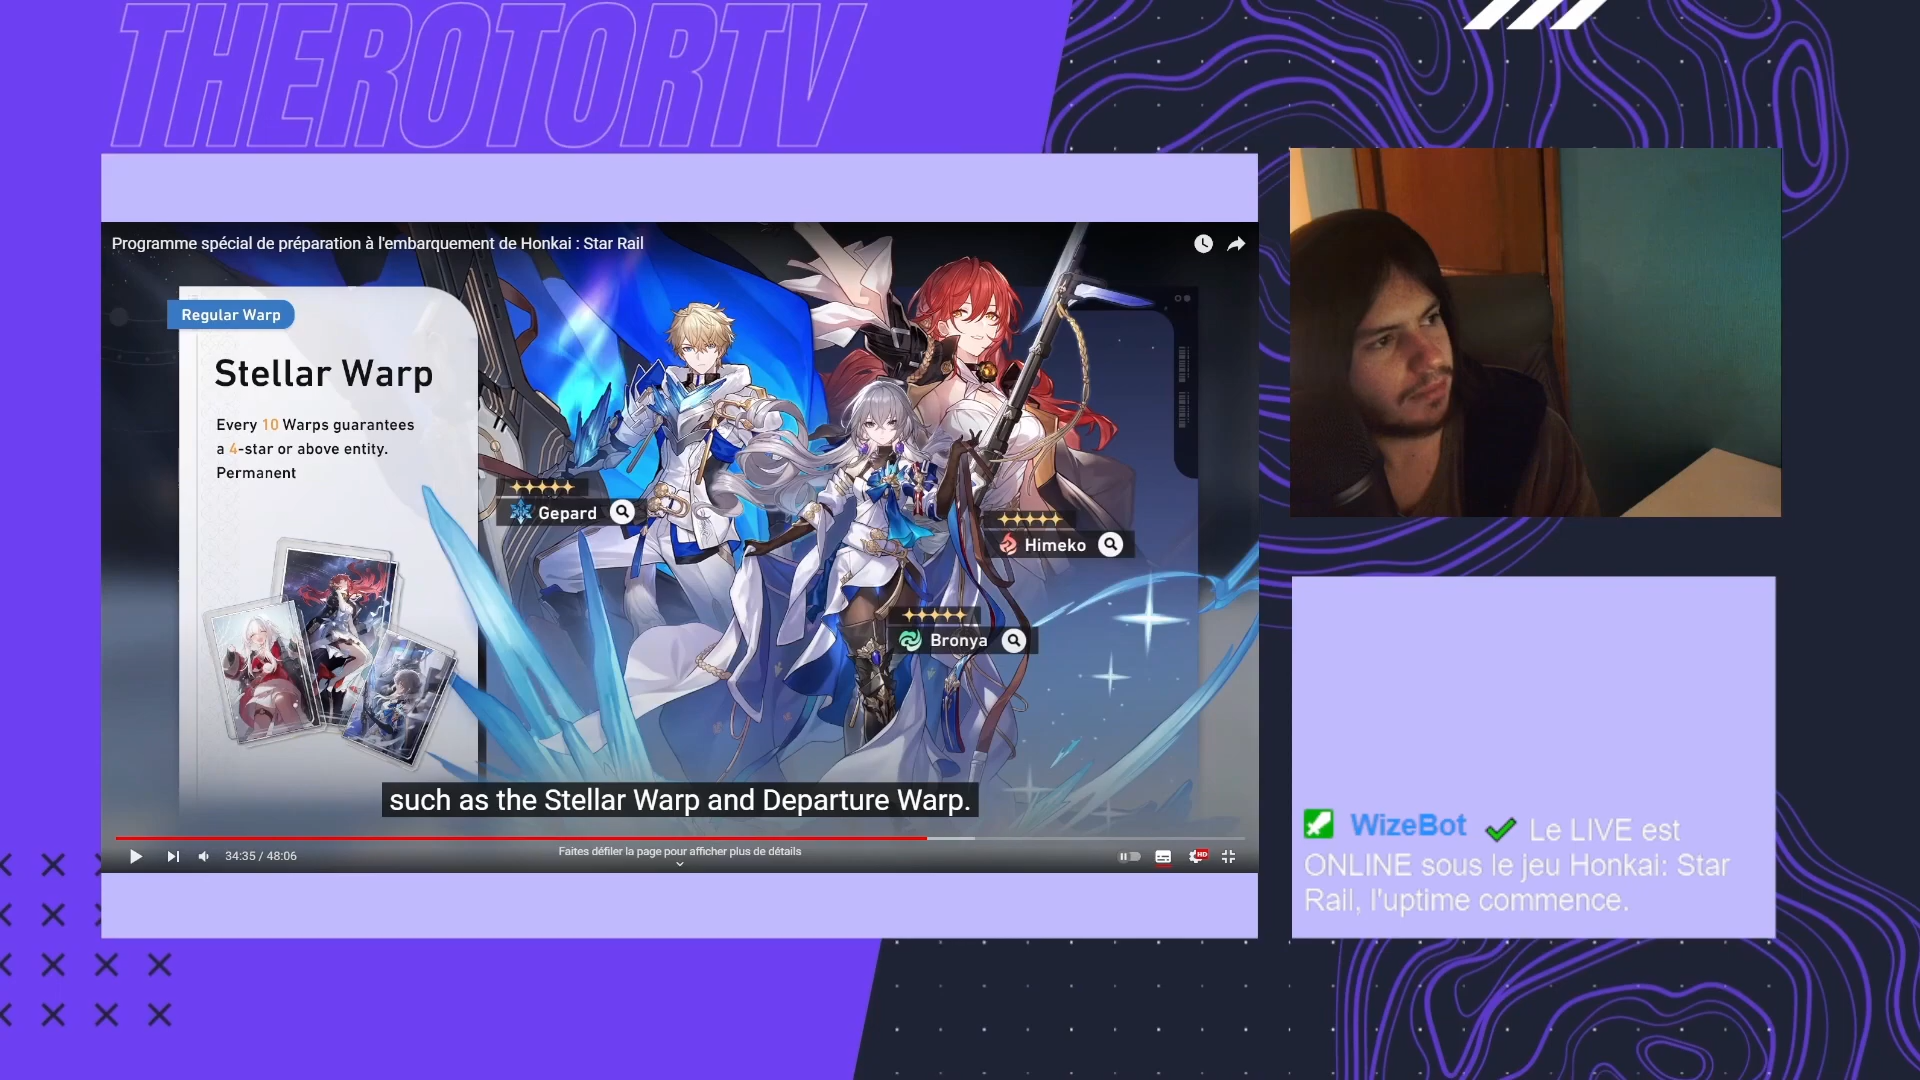 THEROTORTV
Programme spécial de préparation à l'embarquement de Honkai : Star Rail
Regular Warp
Stellar Warp
Every 10 Warps guarantees
a 4-star or above entity.
Permanent
Gepard
Himeko
Bronya
such as the Stellar Warp and Departure Warp.
34:35 / 48:06
Faites défiler la page pour afficher plus de détails
HD
WizeBot Le LIVE est
ONLINE sous le jeu Honkai: Star
Rail, l'uptime commence.